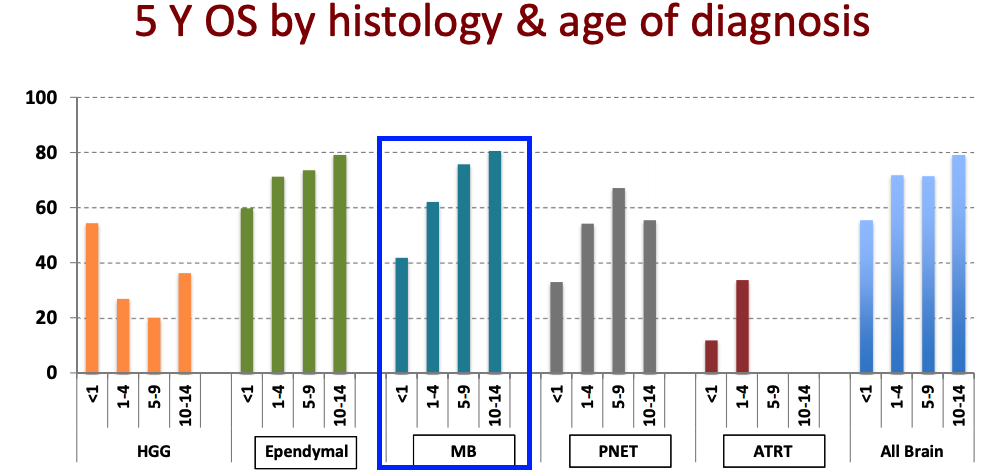 5 Y OS by histology & age of diagnosis
100
80
60
40
20
0
<1 1-4 5-9 10-14 <1 1-4 5-9 10-14 <1 1-4 5-9 10-14 <1 1-4 5-9 10-14 <1 1-4 5-9 10-14 <1 1-4 5-9 10-14
HGG Ependymal MB PNET ATRT All Brain